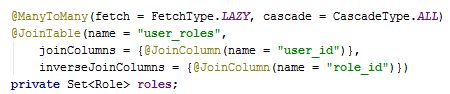 @ManyToMany(fetch = FetchType.LAZY, cascade = CascadeType.ALL)
@JoinTable(name = "user_roles",
joinColumns = {@JoinColumn(name = "user_id")},
inverseJoinColumns = {@JoinColumn(name = "role_id")})
private Set<Role> roles;